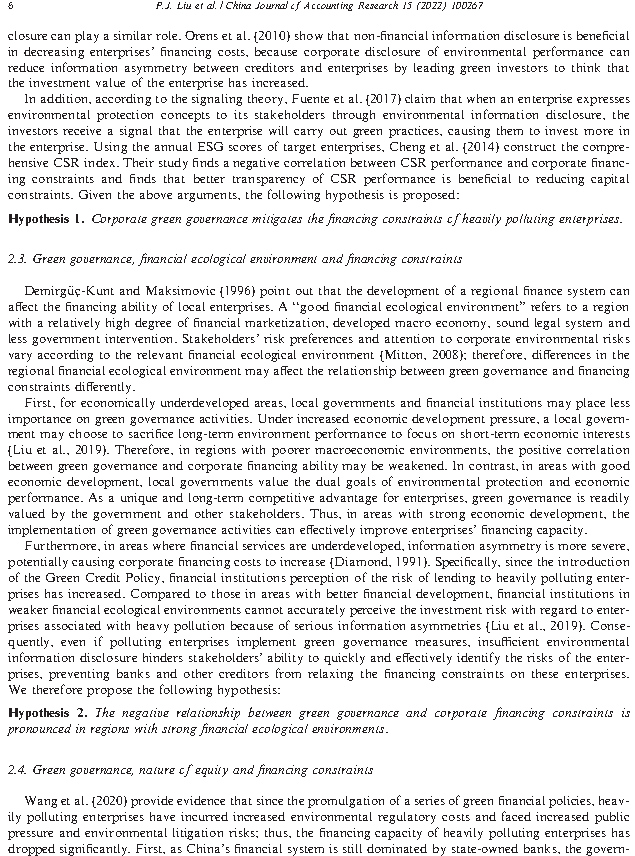 6 P.J. Liu et al. / China Journal of Accounting Research 15 (2022) 100267
closure can play a similar role. Orens et al. (2010) show that non-financial information disclosure is beneficial
in decreasing enterprises' financing costs, because corporate disclosure of environmental performance can
reduce information asymmetry between creditors and enterprises by leading green investors to think that
the investment value of the enterprise has increased.
In addition, according to the signaling theory, Fuente et al. (2017) claim that when an enterprise expresses
environmental protection concepts to its stakeholders through environmental information disclosure, the
investors receive a signal that the enterprise will carry out green practices, causing them to invest more in
the enterprise. Using the annual ESG scores of target enterprises, Cheng et al. (2014) construct the compre-
hensive CSR index. Their study finds a negative correlation between CSR performance and corporate financ-
ing constraints and finds that better transparency of CSR performance is beneficial to reducing capital
constraints. Given the above arguments, the following hypothesis is proposed:
Hypothesis 1. Corporate green governance mitigates the financing constraints of heavily polluting enterprises.
2.3. Green governance, financial ecological environment and financing constraints
Demirgüç-Kunt and Maksimovic (1996) point out that the development of a regional finance system can
affect the financing ability of local enterprises. A "good financial ecological environment" refers to a region
with a relatively high degree of financial marketization, developed macro economy, sound legal system and
less government intervention. Stakeholders' risk preferences and attention to corporate environmental risks
vary according to the relevant financial ecological environment (Mitton, 2008); therefore, differences in the
regional financial ecological environment may affect the relationship between green governance and financing
constraints differently.
First, for economically underdeveloped areas, local governments and financial institutions may place less
importance on green governance activities. Under increased economic development pressure, a local govern-
ment may choose to sacrifice long-term environment performance to focus on short-term economic interests
(Liu et al., 2019). Therefore, in regions with poorer macroeconomic environments, the positive correlation
between green governance and corporate financing ability may be weakened. In contrast, in areas with good
economic development, local governments value the dual goals of environmental protection and economic
performance. As a unique and long-term competitive advantage for enterprises, green governance is readily
valued by the government and other stakeholders. Thus, in areas with strong economic development, the
implementation of green governance activities can effectively improve enterprises' financing capacity.
Furthermore, in areas where financial services are underdeveloped, information asymmetry is more severe,
potentially causing corporate financing costs to increase (Diamond, 1991). Specifically, since the introduction
of the Green Credit Policy, financial institutions perception of the risk of lending to heavily polluting enter-
prises has increased. Compared to those in areas with better financial development, financial institutions in
weaker financial ecological environments cannot accurately perceive the investment risk with regard to enter-
prises associated with heavy pollution because of serious information asymmetries (Liu et al., 2019). Conse-
quently, even if polluting enterprises implement green governance measures, insufficient environmental
information disclosure hinders stakeholders' ability to quickly and effectively identify the risks of the enter-
prises, preventing banks and other creditors from relaxing the financing constraints on these enterprises.
We therefore propose the following hypothesis:
Hypothesis 2. The negative relationship between green governance and corporate financing constraints is
pronounced in regions with strong financial ecological environments.
2.4. Green governance, nature of equity and financing constraints
Wang et al. (2020) provide evidence that since the promulgation of a series of green financial policies, heav-
ily polluting enterprises have incurred increased environmental regulatory costs and faced increased public
pressure and environmental litigation risks; thus, the financing capacity of heavily polluting enterprises has
dropped significantly. First, as China's financial system is still dominated by state-owned banks, the govern-